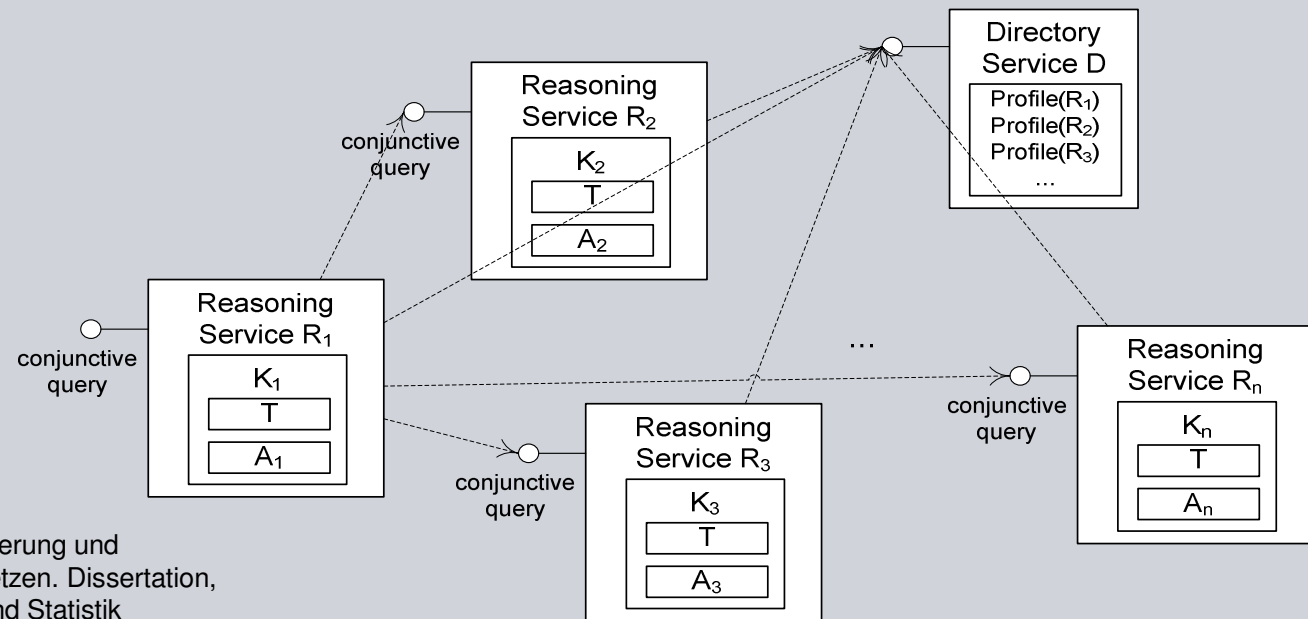 Directory
Service D
Profile(R₁)
Profile(R₂)
Profile(R₃)
...
Reasoning
Service R₂
K₂
T
A₂
conjunctive
query
Reasoning
Service R₁
K₁
T
A₁
conjunctive
query
...
Reasoning
Service Rₙ
Kₙ
T
Aₙ
conjunctive
query
Reasoning
Service R₃
K₃
T
A₃
conjunctive
query
erung und
etzen. Dissertation,
nd Statistik